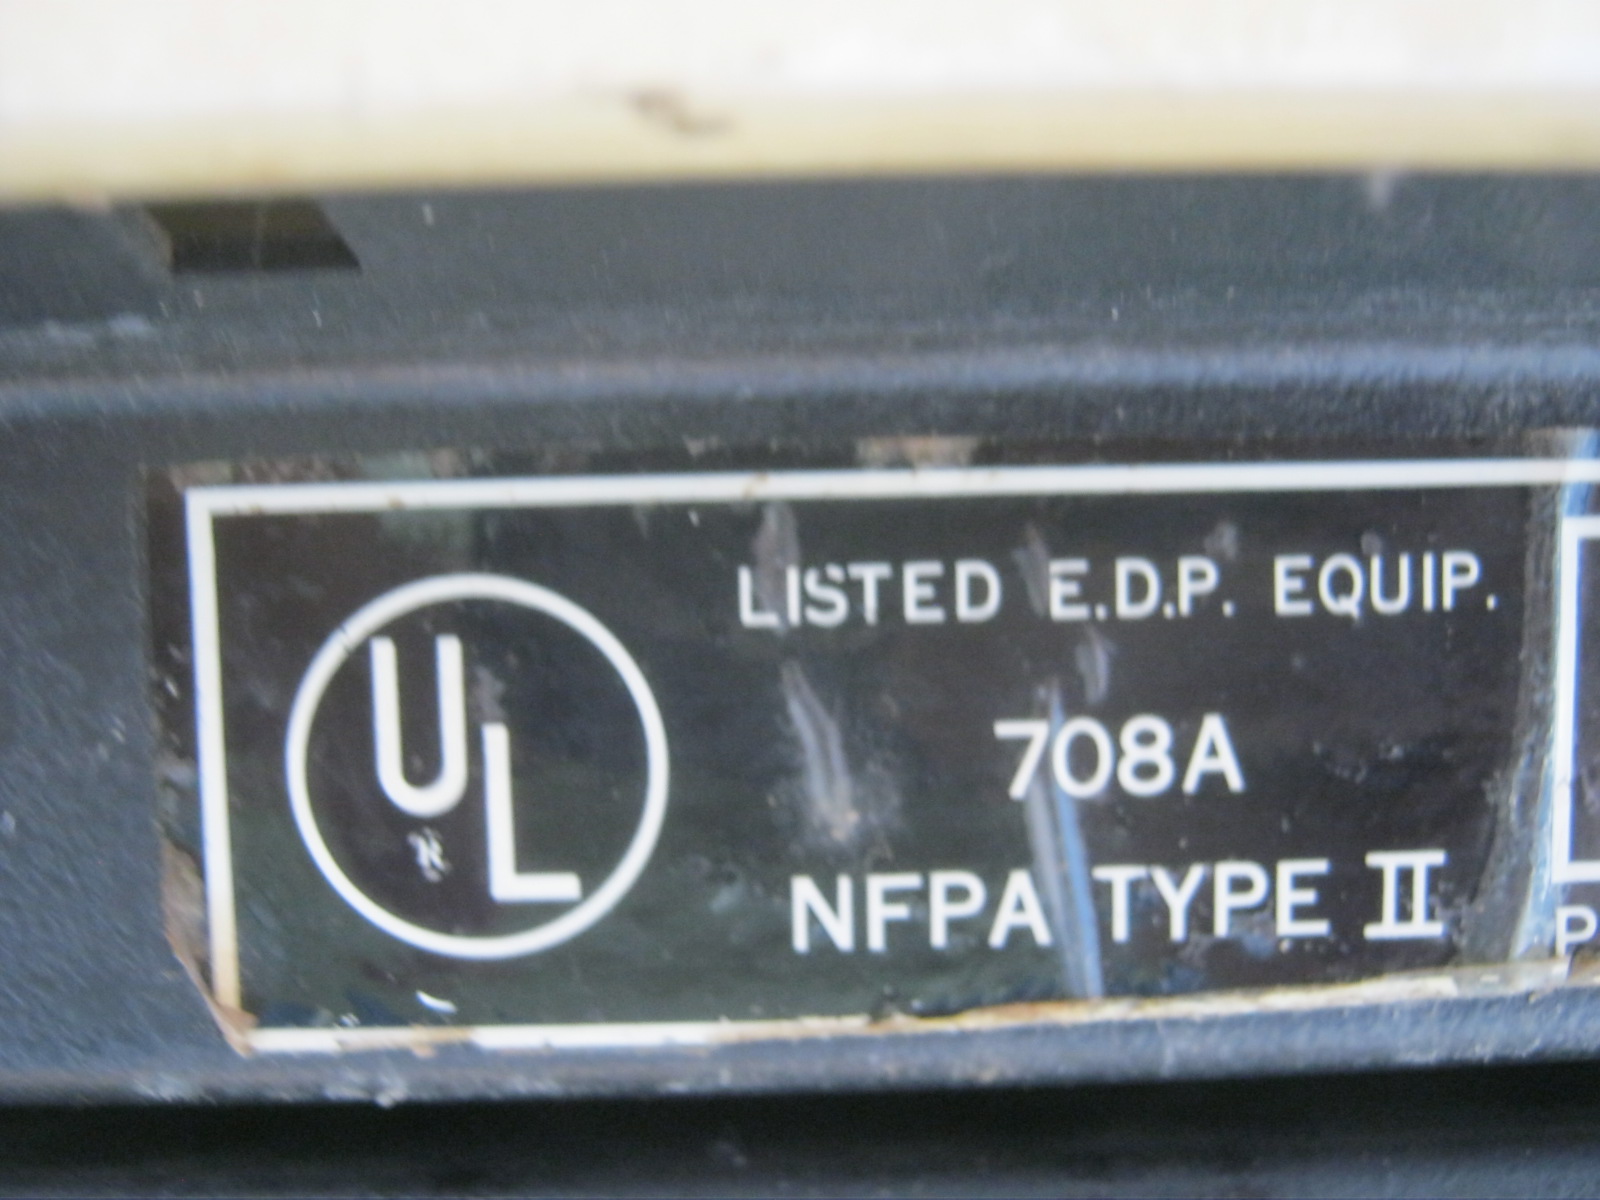 UL
LISTED E.D.P. EQUIP.
708A
NFPA TYPE II
P